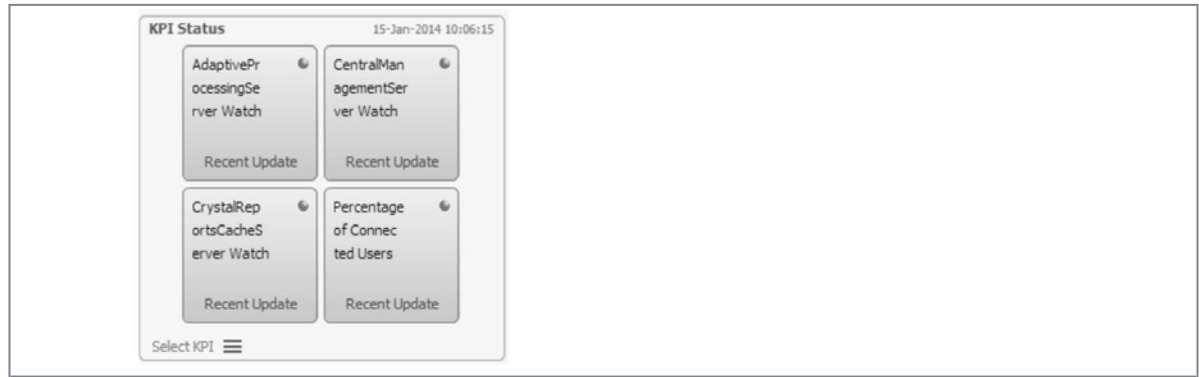 KPI Status 15-Jan-2014 10:06:15
AdaptivePr
ocessingSe
rver Watch
Recent Update
CentralMan
agementSer
ver Watch
Recent Update
CrystalRep
ortsCacheS
erver Watch
Recent Update
Percentage
of Connec
ted Users
Recent Update
Select KPI